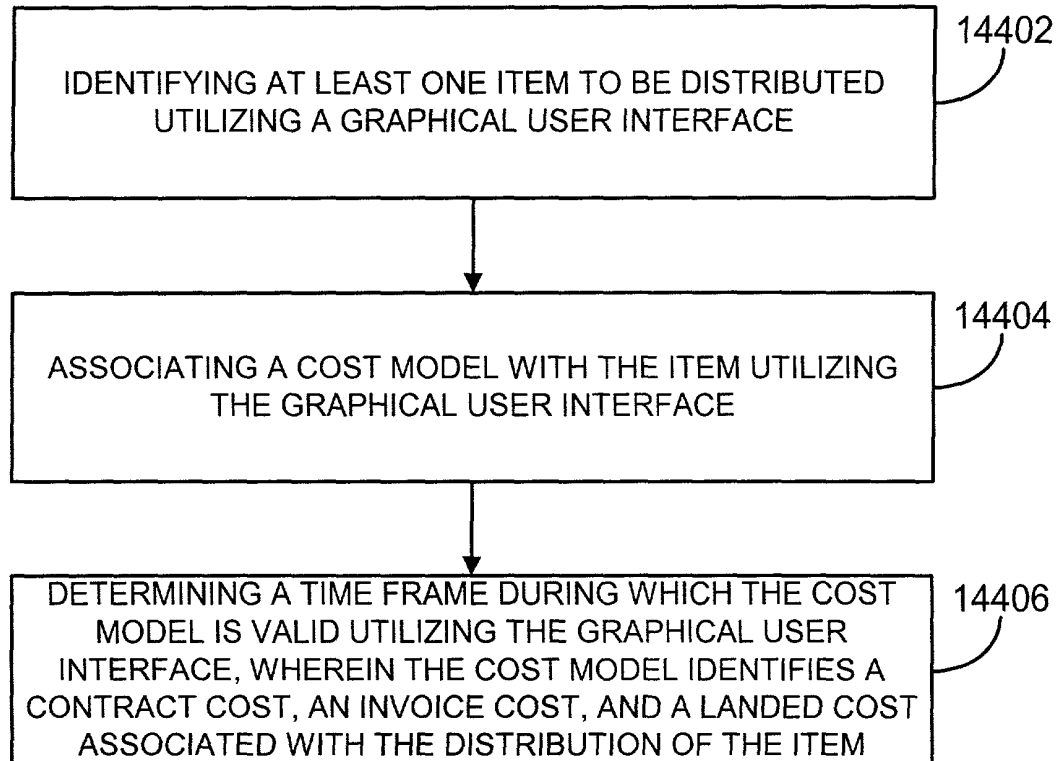 14402
IDENTIFYING AT LEAST ONE ITEM TO BE DISTRIBUTED
UTILIZING A GRAPHICAL USER INTERFACE
14404
ASSOCIATING A COST MODEL WITH THE ITEM UTILIZING
THE GRAPHICAL USER INTERFACE
14406
DETERMINING A TIME FRAME DURING WHICH THE COST
MODEL IS VALID UTILIZING THE GRAPHICAL USER
INTERFACE, WHEREIN THE COST MODEL IDENTIFIES A
CONTRACT COST, AN INVOICE COST, AND A LANDED COST
ASSOCIATED WITH THE DISTRIBUTION OF THE ITEM